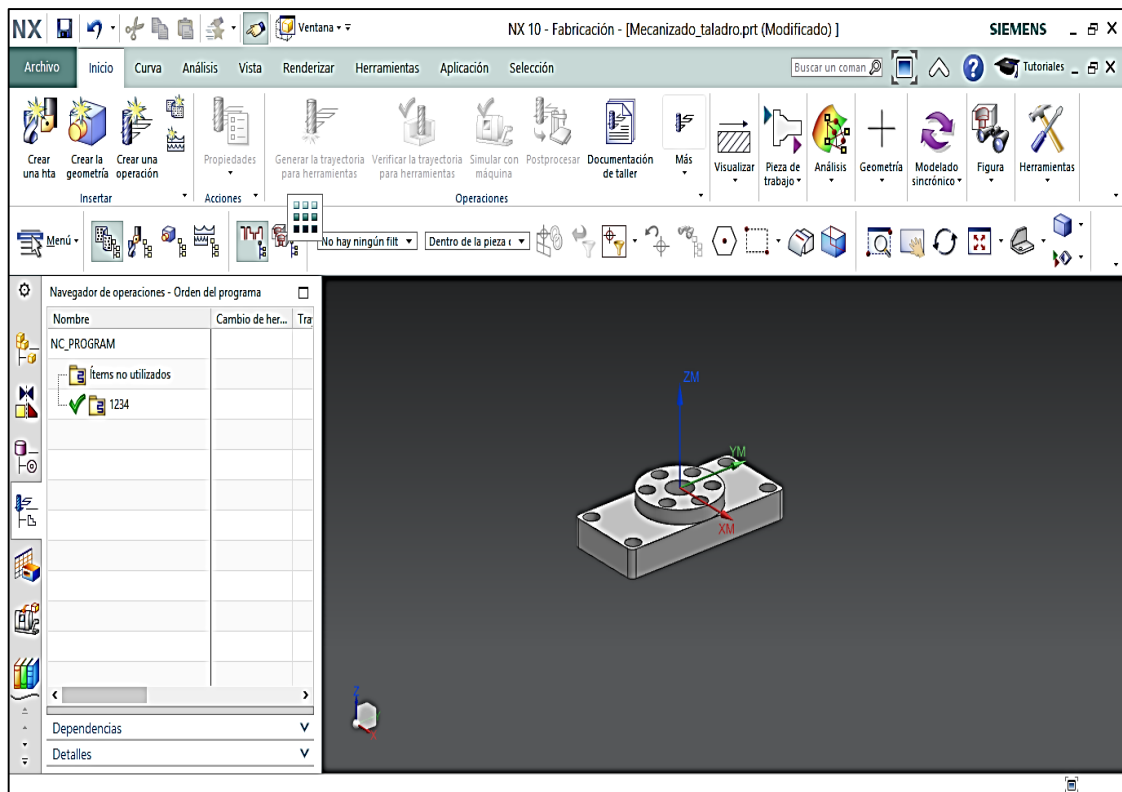 NX Ventana NX 10 - Fabricación - [Mecanizado_taladro.prt (Modificado) ] SIEMENS
Archivo Inicio Curva Análisis Vista Renderizar Herramientas Aplicación Selección Buscar un coman Tutoriales
Crear una hta
Crear la geometría
Crear una operación
Propiedades
Generar la trayectoria para herramientas
Verificar la trayectoria para herramientas
Simular con máquina
Postprocesar
Documentación de taller
Más
Visualizar
Pieza de trabajo
Análisis
Geometría
Modelado sincrónico
Figura
Herramientas
Insertar Acciones Operaciones
Menú No hay ningún filt Dentro de la pieza
Navegador de operaciones - Orden del programa
Nombre Cambio de her... Tra
NC_PROGRAM
Ítems no utilizados
1234
ZM
YM
XM
Z
X
Dependencias
Detalles